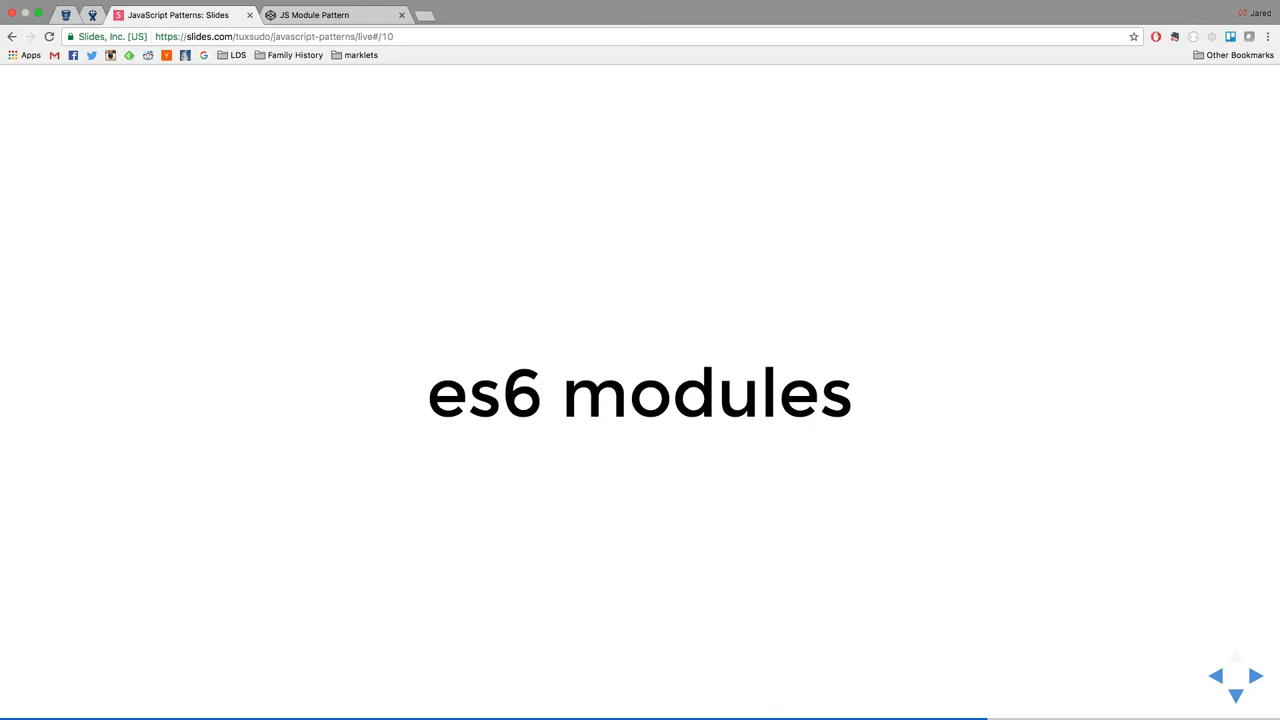 JavaScript Patterns: Slides
JS Module Pattern
Jared
Slides, Inc. [US]
https://slides.com/tuxsudo/javascript-patterns/live#/10
Apps
LDS
Family History
marklets
Other Bookmarks
es6 modules